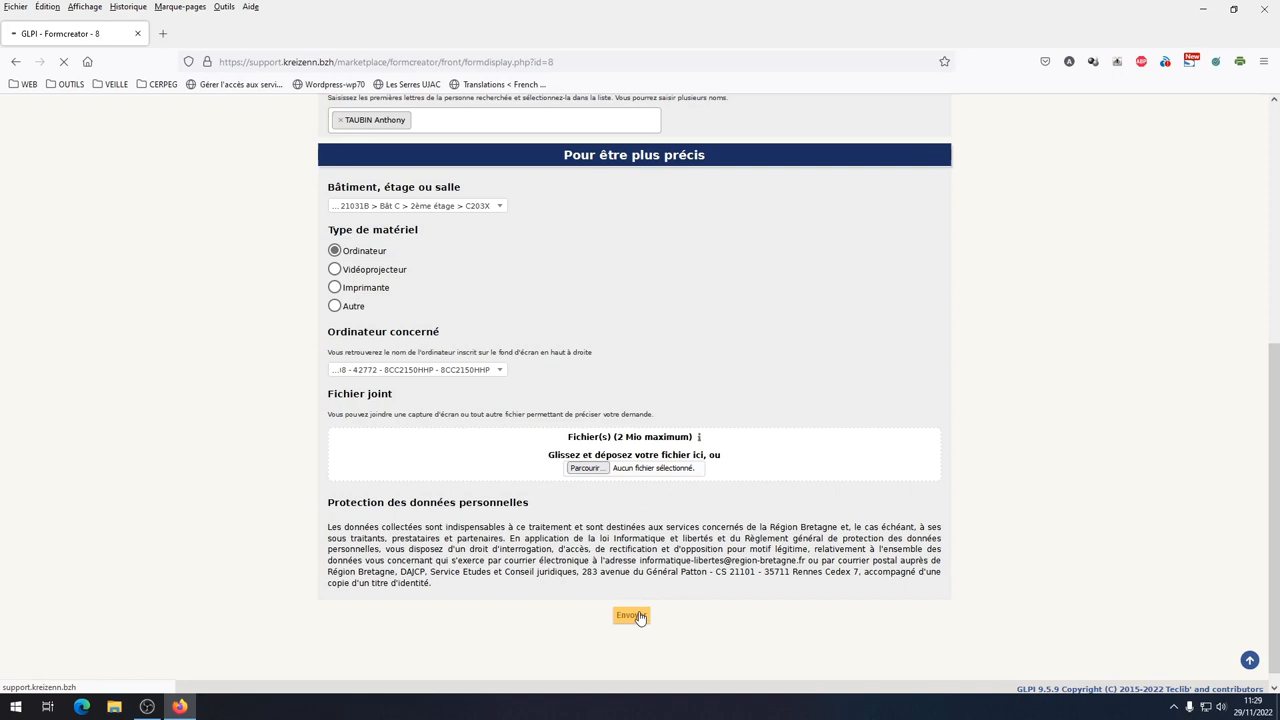 Fichier Édition Affichage Historique Marque-pages Outils Aide
GLPI - Formcreator - 8
https://support.kreizenn.bzh/marketplace/formcreator/front/formdisplay.php?id=8
WEB OUTILS VEILLE CERPEG Gérer l'accès aux servi... Wordpress-wp70 Les Serres UJAC Translations < French ...
Saisissez les premières lettres de la personne recherchée et sélectionnez-la dans la liste. Vous pourrez saisir plusieurs noms.
× TAUBIN Anthony
Pour être plus précis
Bâtiment, étage ou salle
... 21031B > Bât C > 2ème étage > C203X
Type de matériel
Ordinateur
Vidéoprojecteur
Imprimante
Autre
Ordinateur concerné
Vous retrouverez le nom de l'ordinateur inscrit sur le fond d'écran en haut à droite
...98 - 42772 - 8CC2150HHP - 8CC2150HHP
Fichier joint
Vous pouvez joindre une capture d'écran ou tout autre fichier permettant de préciser votre demande.
Fichier(s) (2 Mio maximum) i
Glissez et déposez votre fichier ici, ou
Parcourir... Aucun fichier sélectionné.
Protection des données personnelles
Les données collectées sont indispensables à ce traitement et sont destinées aux services concernés de la Région Bretagne et, le cas échéant, à ses
sous traitants, prestataires et partenaires. En application de la loi Informatique et libertés et du Règlement général de protection des données
personnelles, vous disposez d'un droit d'interrogation, d'accès, de rectification et d'opposition pour motif légitime, relativement à l'ensemble des
données vous concernant qui s'exerce par courrier électronique à l'adresse informatique-libertes@region-bretagne.fr ou par courrier postal auprès de
Région Bretagne, DAJCP, Service Etudes et Conseil juridiques, 283 avenue du Général Patton - CS 21101 - 35711 Rennes Cedex 7, accompagné d'une
copie d'un titre d'identité.
Envoyer
support.kreizenn.bzh
GLPI 9.5.9 Copyright (C) 2015-2022 Teclib' and contributors
11:29
29/11/2022
New
ABP